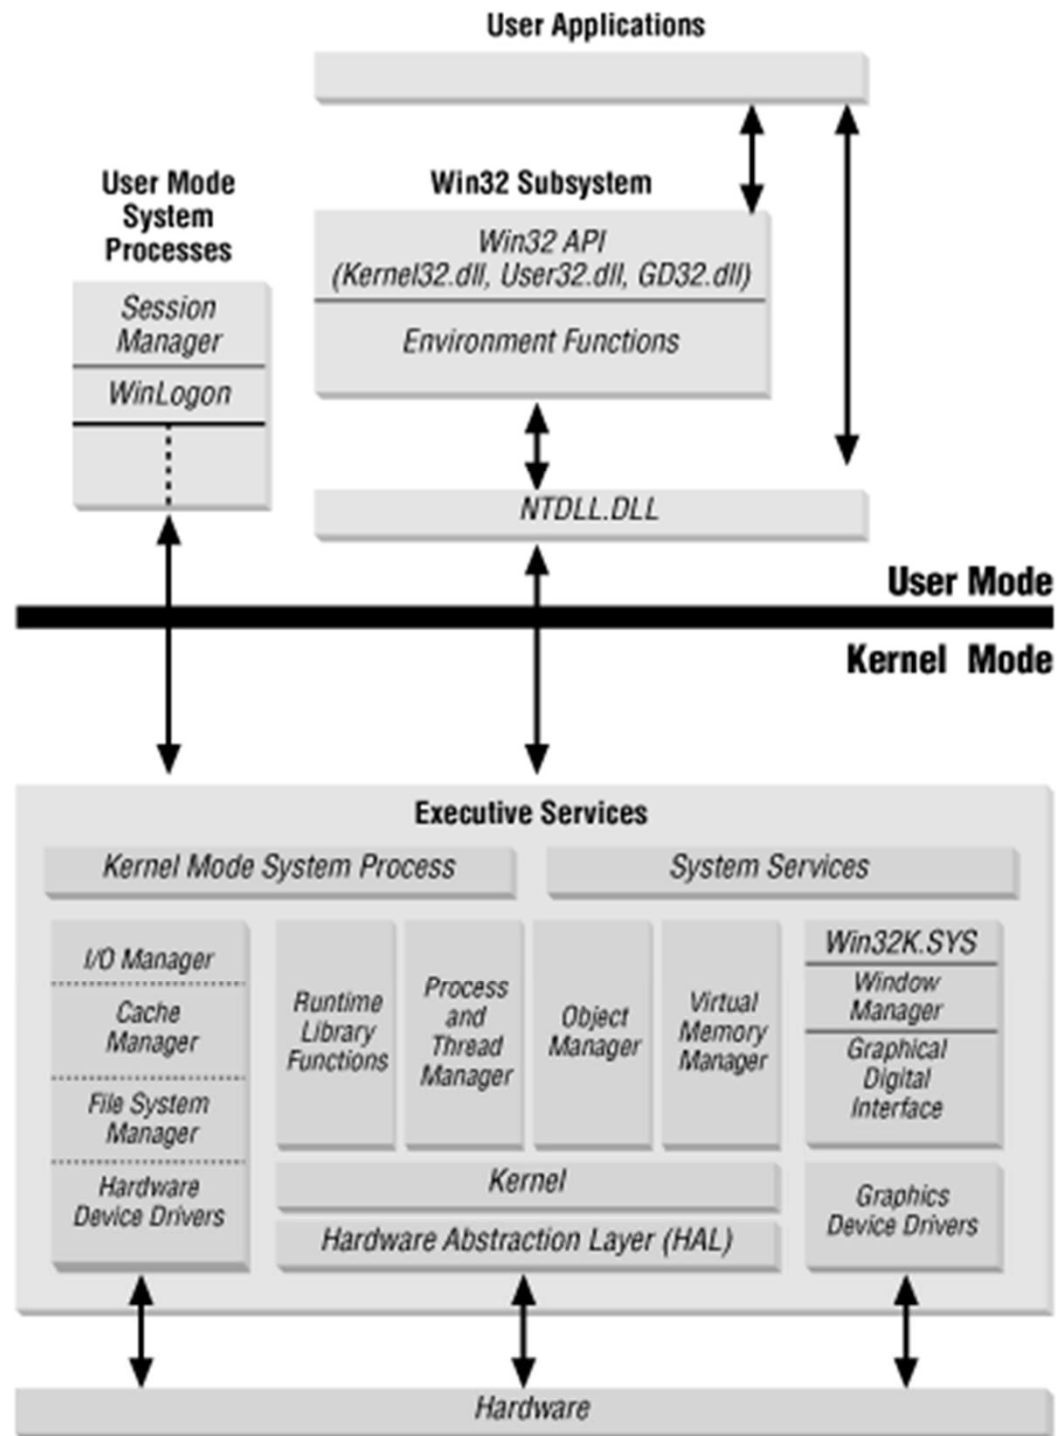 User Applications
User Mode
System
Processes
Session
Manager
WinLogon
Win32 Subsystem
Win32 API
(Kernel32.dll, User32.dll, GD32.dll)
Environment Functions
NTDLL.DLL
User Mode
Kernel Mode
Executive Services
Kernel Mode System Process
System Services
I/O Manager
Cache
Manager
File System
Manager
Hardware
Device Drivers
Runtime
Library
Functions
Process
and
Thread
Manager
Object
Manager
Virtual
Memory
Manager
Win32K.SYS
Window
Manager
Graphical
Digital
Interface
Kernel
Hardware Abstraction Layer (HAL)
Graphics
Device Drivers
Hardware